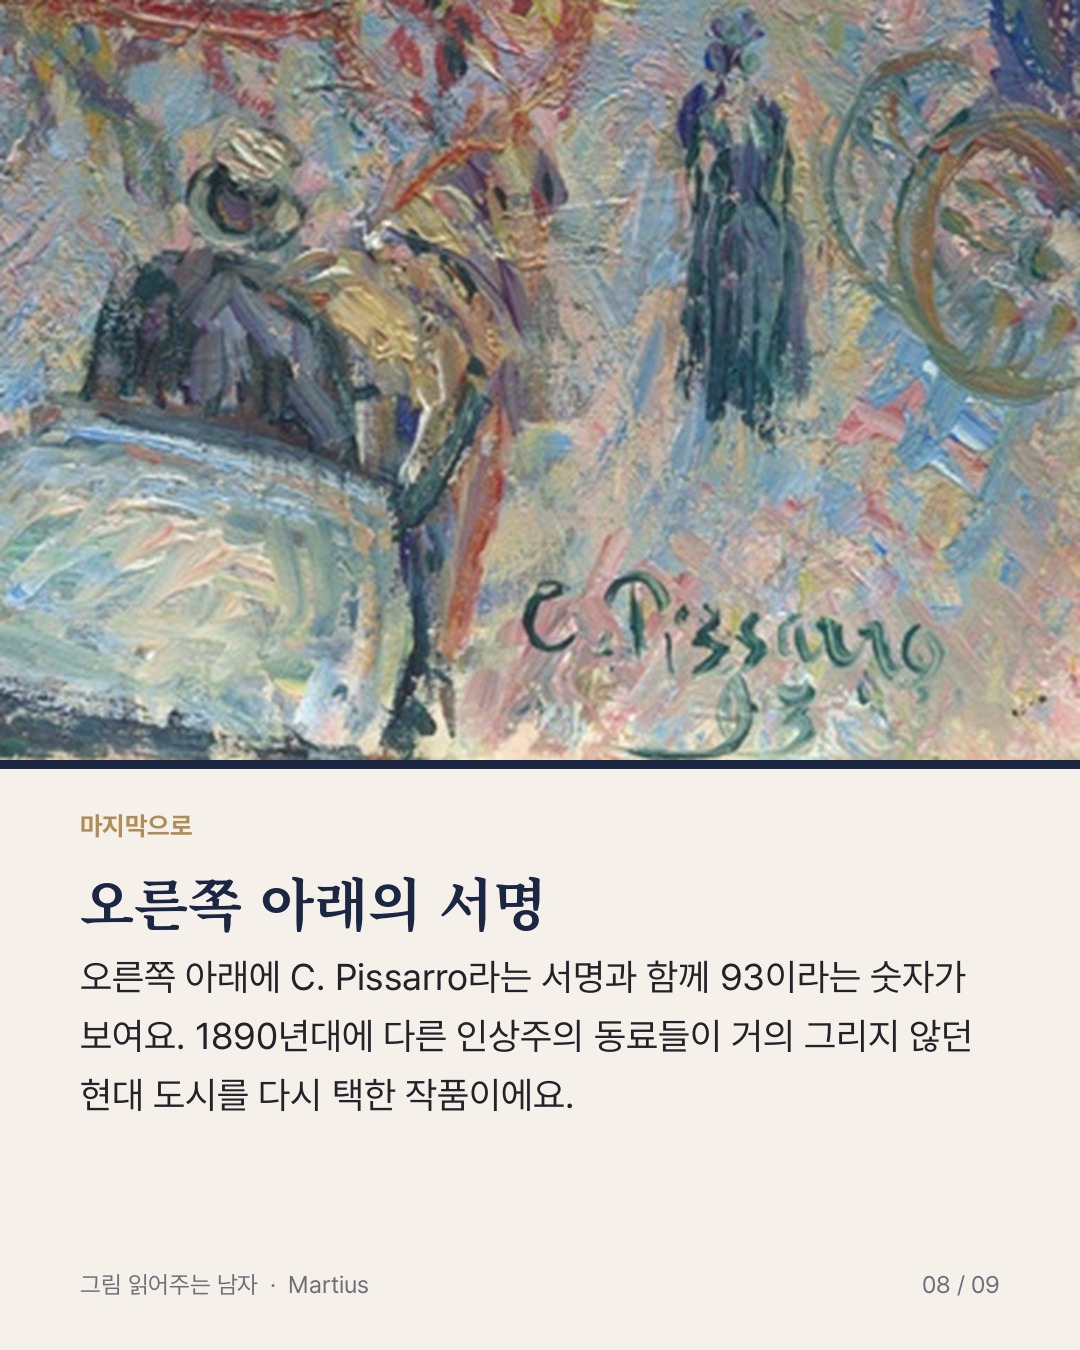 C. Pissarro
93
마지막으로
오른쪽 아래의 서명
오른쪽 아래에 C. Pissarro라는 서명과 함께 93이라는 숫자가
보여요. 1890년대에 다른 인상주의 동료들이 거의 그리지 않던
현대 도시를 다시 택한 작품이에요.
그림 읽어주는 남자 · Martius
08 / 09